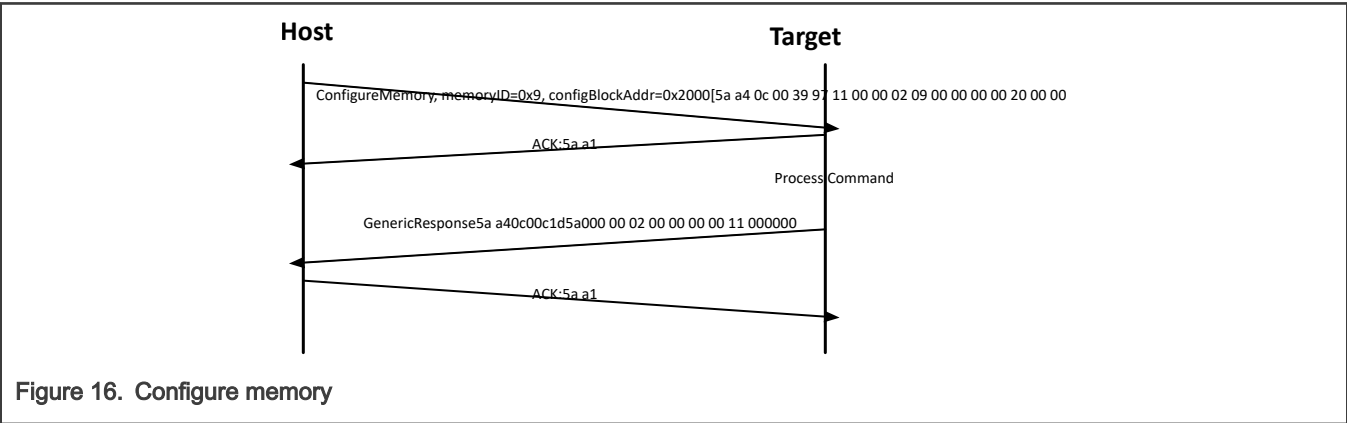 Host
Target
ConfigureMemory, memoryID=0x9, configBlockAddr=0x2000[5a a4 0c 00 39 97 11 00 00 02 09 00 00 00 00 20 00 00
ACK:5a a1
Process Command
GenericResponse5a a40c00c1d5a000 00 02 00 00 00 00 11 000000
ACK:5a a1
Figure 16. Configure memory